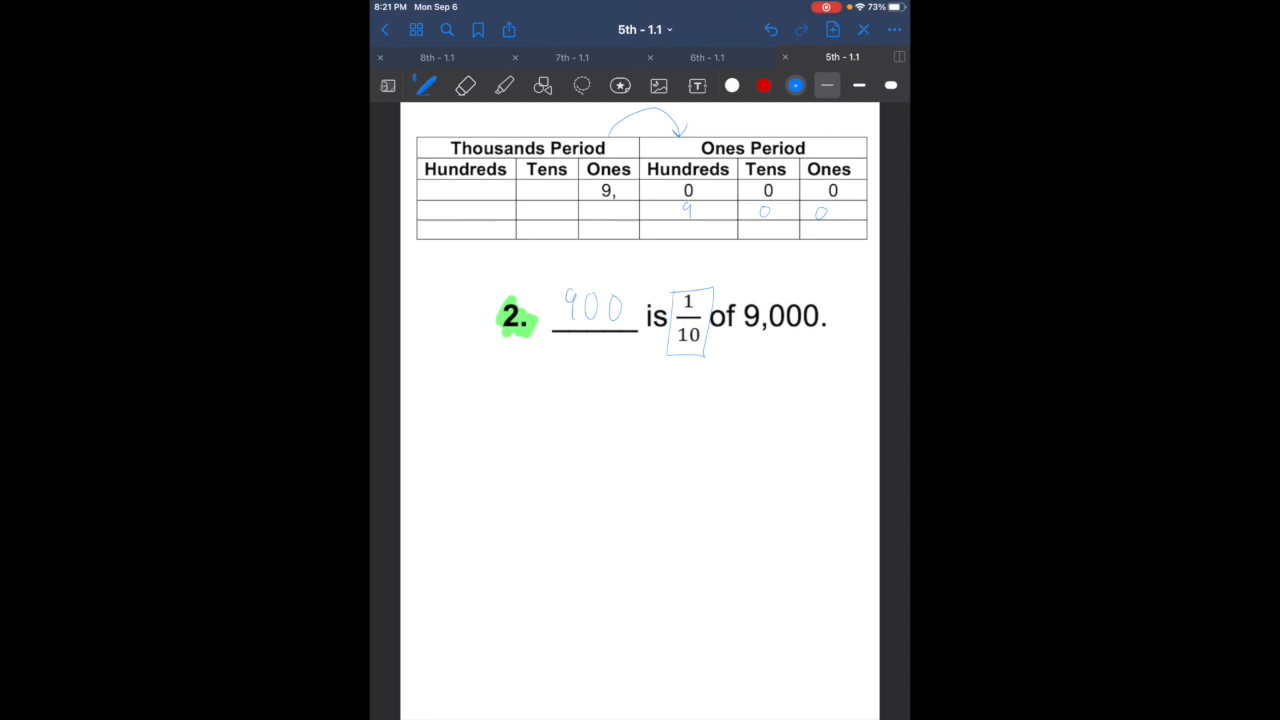 8:21 PM Mon Sep 6 73%
5th - 1.1
8th - 1.1 7th - 1.1 6th - 1.1 5th - 1.1
T
Thousands Period Ones Period
Hundreds Tens Ones Hundreds Tens Ones
9, 0 0 0
9 0 0
2. 900 is 1/10 of 9,000.